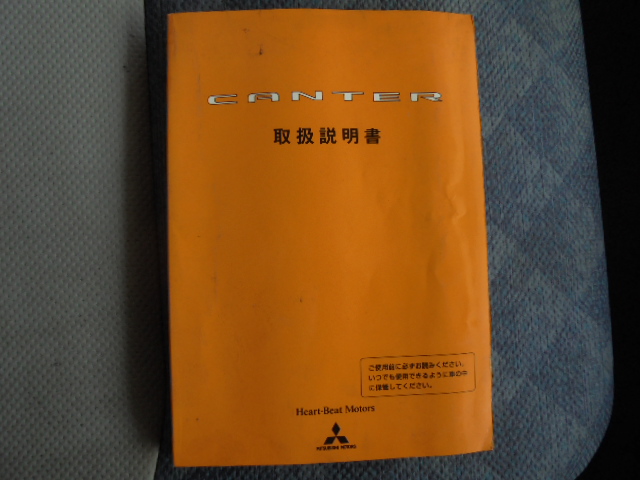 CANTER
取扱説明書
ご使用前に必ずお読みください。
いつでも使用できるように車の中
に保管してください。
Heart-Beat Motors
MITSUBISHI MOTORS